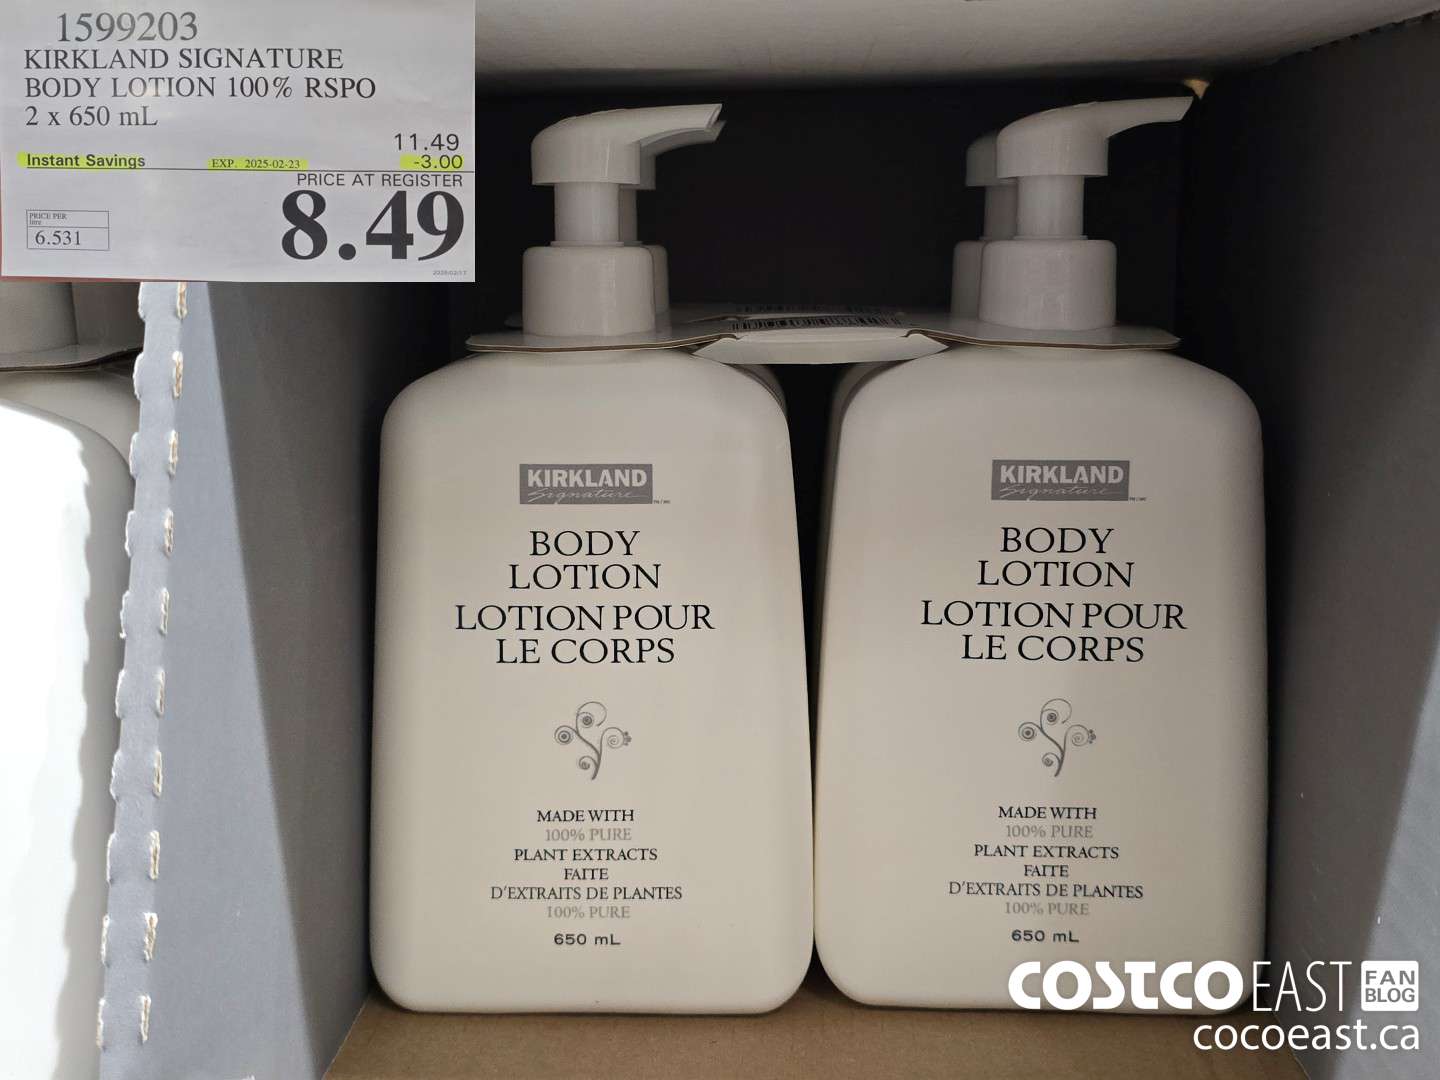 1599203
KIRKLAND SIGNATURE
BODY LOTION 100% RSPO
2 x 650 mL
11.49
Instant Savings EXP. 2025-02-23 -3.00
PRICE AT REGISTER
8.49
PRICE PER
litre
6.531
KIRKLAND
Signature
BODY
LOTION
LOTION POUR
LE CORPS
MADE WITH
100% PURE
PLANT EXTRACTS
FAITE
D'EXTRAITS DE PLANTES
100% PURE
650 mL
KIRKLAND
Signature
BODY
LOTION
LOTION POUR
LE CORPS
MADE WITH
100% PURE
PLANT EXTRACTS
FAITE
D'EXTRAITS DE PLANTES
100% PURE
650 mL
COSTCO EAST FAN BLOG
cocoeast.ca